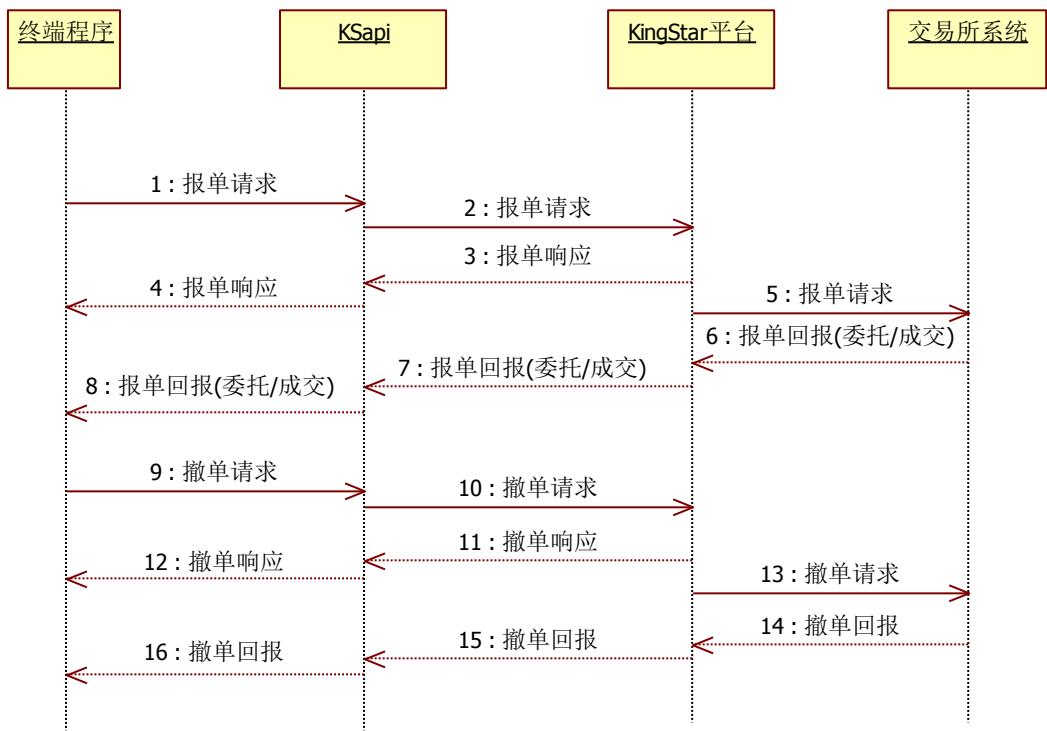 终端程序
KSapi
KingStar平台
交易所系统
1 : 报单请求
2 : 报单请求
3 : 报单响应
4 : 报单响应
5 : 报单请求
6 : 报单回报(委托/成交)
7 : 报单回报(委托/成交)
8 : 报单回报(委托/成交)
9 : 撤单请求
10 : 撤单请求
11 : 撤单响应
12 : 撤单响应
13 : 撤单请求
14 : 撤单回报
15 : 撤单回报
16 : 撤单回报